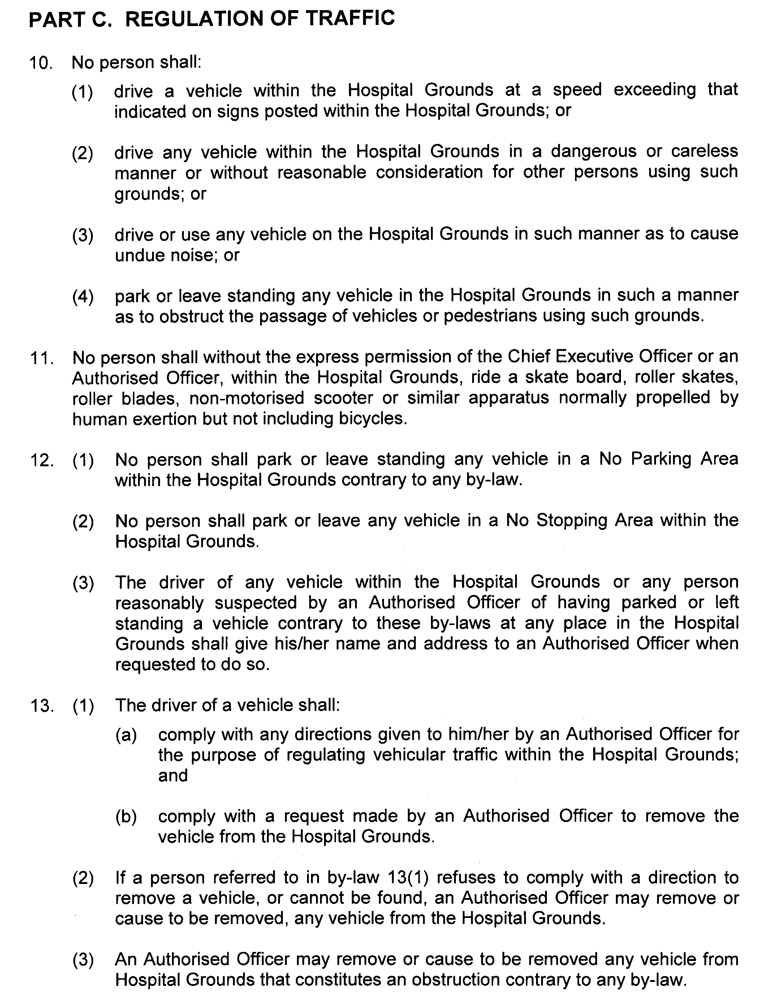 PART C. REGULATION OF TRAFFIC
10. No person shall:
(1) drive a vehicle within the Hospital Grounds at a speed exceeding that
indicated on signs posted within the Hospital Grounds; or
(2) drive any vehicle within the Hospital Grounds in a dangerous or careless
manner or without reasonable consideration for other persons using such
grounds; or
(3) drive or use any vehicle on the Hospital Grounds in such manner as to cause
undue noise; or
(4) park or leave standing any vehicle in the Hospital Grounds in such a manner
as to obstruct the passage of vehicles or pedestrians using such grounds.
11. No person shall without the express permission of the Chief Executive Officer or an
Authorised Officer, within the Hospital Grounds, ride a skate board, roller skates,
roller blades, non-motorised scooter or similar apparatus normally propelled by
human exertion but not including bicycles.
12. (1) No person shall park or leave standing any vehicle in a No Parking Area
within the Hospital Grounds contrary to any by-law.
(2) No person shall park or leave any vehicle in a No Stopping Area within the
Hospital Grounds.
(3) The driver of any vehicle within the Hospital Grounds or any person
reasonably suspected by an Authorised Officer of having parked or left
standing a vehicle contrary to these by-laws at any place in the Hospital
Grounds shall give his/her name and address to an Authorised Officer when
requested to do so.
13. (1) The driver of a vehicle shall:
(a) comply with any directions given to him/her by an Authorised Officer for
the purpose of regulating vehicular traffic within the Hospital Grounds;
and
(b) comply with a request made by an Authorised Officer to remove the
vehicle from the Hospital Grounds.
(2) If a person referred to in by-law 13(1) refuses to comply with a direction to
remove a vehicle, or cannot be found, an Authorised Officer may remove or
cause to be removed, any vehicle from the Hospital Grounds.
(3) An Authorised Officer may remove or cause to be removed any vehicle from
Hospital Grounds that constitutes an obstruction contrary to any by-law.